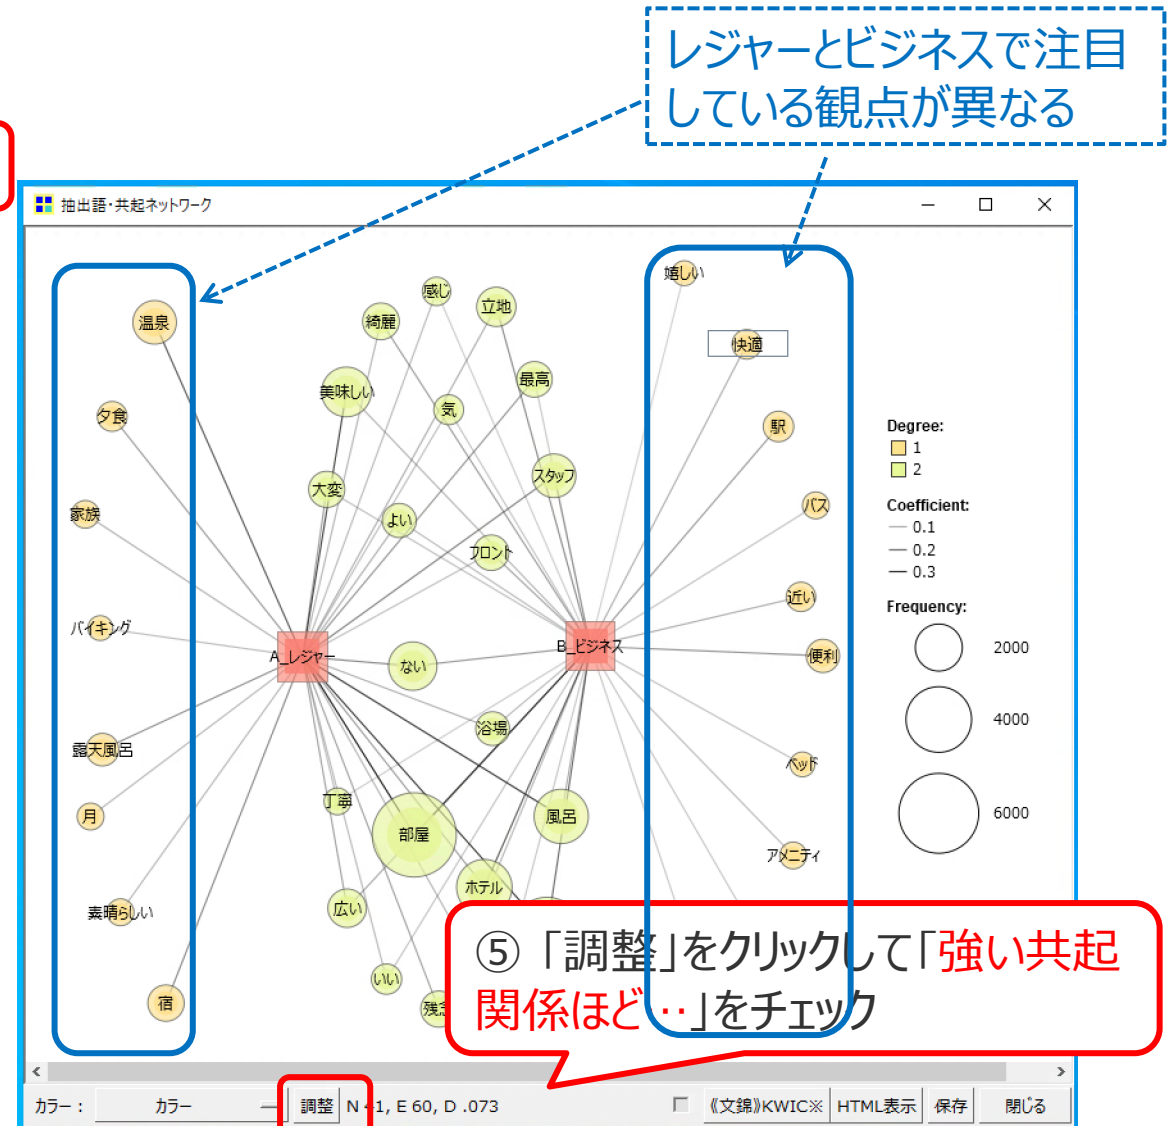 レジャーとビジネスで注目
している観点が異なる
抽出語・共起ネットワーク
嬉しい
感じ
立地
温泉
綺麗
快適
美味しい
最高
気
夕食
駅
Degree:
1
2
スタッフ
大変
バス
Coefficient:
0.1
0.2
0.3
家族
よい
フロント
近い
Frequency:
2000
4000
6000
バイキング
A_レジャー
B_ビジネス
ない
便利
露天風呂
浴場
ベッド
月
丁寧
部屋
風呂
アメニティ
素晴らしい
広い
ホテル
いい
宿
残念
⑤「調整」をクリックして「強い共起
関係ほど‥」をチェック
カラー :
カラー
調整
N 41, E 60, D .073
《文錦》KWIC※
HTML表示
保存
閉じる